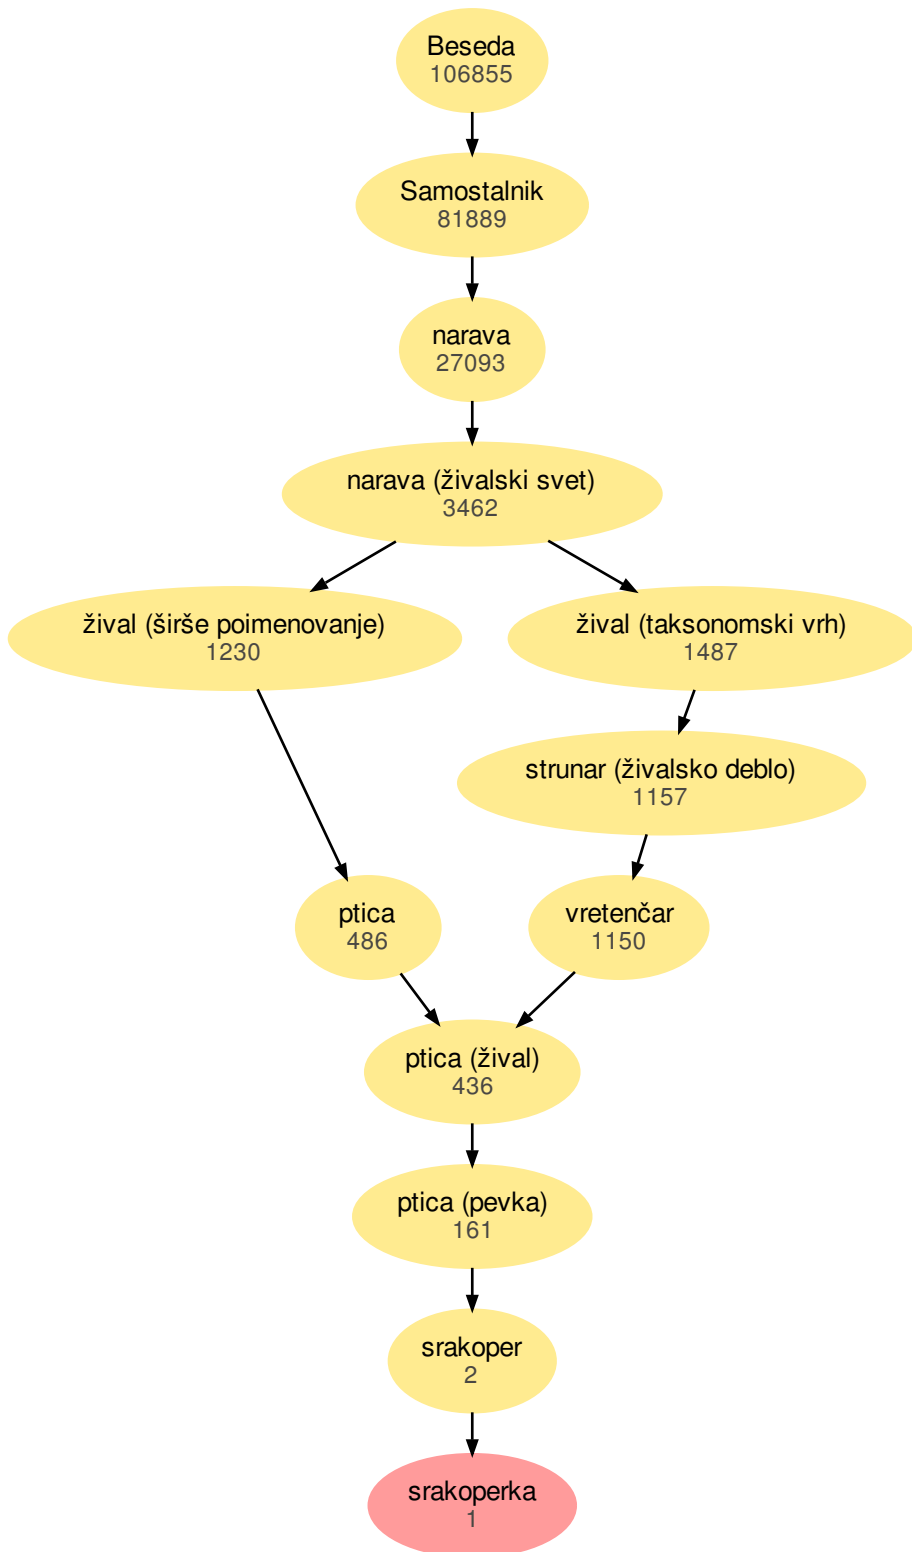 Beseda
106855
Samostalnik
81889
narava
27093
narava (živalski svet)
3462
žival (širše poimenovanje)
1230
žival (taksonomski vrh)
1487
strunar (živalsko deblo)
1157
ptica
486
vretenčar
1150
ptica (žival)
436
ptica (pevka)
161
srakoper
2
srakoperka
1